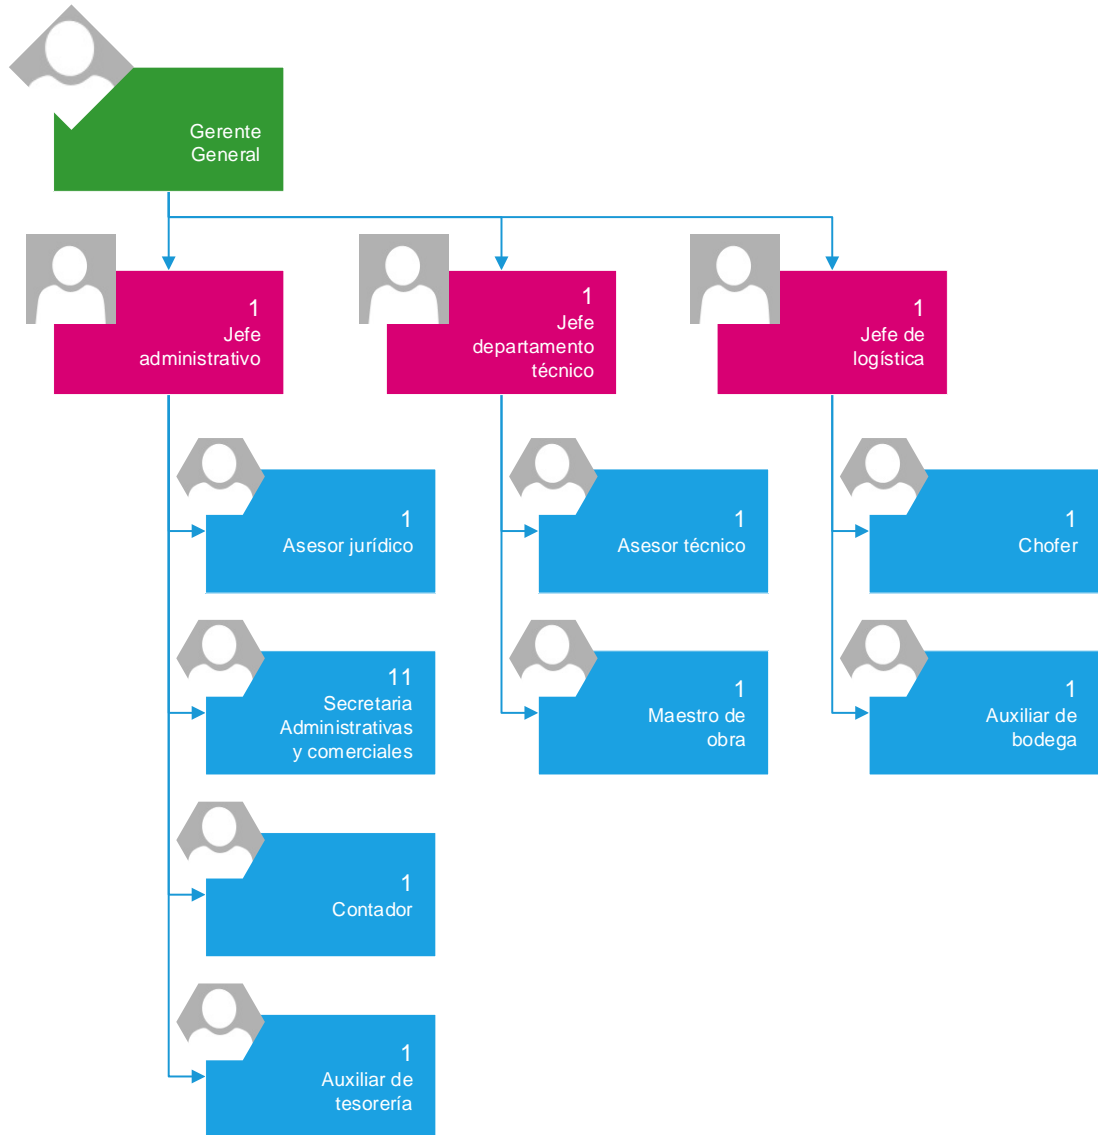 Gerente
General
1
Jefe
administrativo
1
Jefe
departamento
técnico
1
Jefe de
logística
1
Asesor jurídico
1
Asesor técnico
1
Chofer
11
Secretaria
Administrativas
y comerciales
1
Maestro de
obra
1
Auxiliar de
bodega
1
Contador
1
Auxiliar de
tesorería